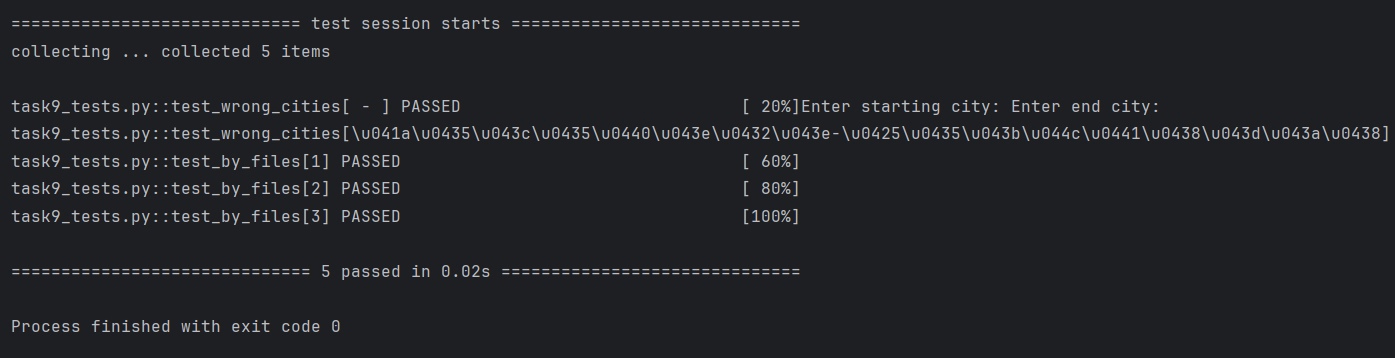 ============================= test session starts =============================
collecting ... collected 5 items
task9_tests.py::test_wrong_cities[ - ] PASSED                            [ 20%]Enter starting city: Enter end city:
task9_tests.py::test_wrong_cities[\u041a\u0435\u043c\u0435\u0440\u043e\u0432\u043e-\u0425\u0435\u043b\u044c\u0441\u0438\u043d\u043a\u0438]
task9_tests.py::test_by_files[1] PASSED                                  [ 60%]
task9_tests.py::test_by_files[2] PASSED                                  [ 80%]
task9_tests.py::test_by_files[3] PASSED                                  [100%]
============================== 5 passed in 0.02s ==============================
Process finished with exit code 0